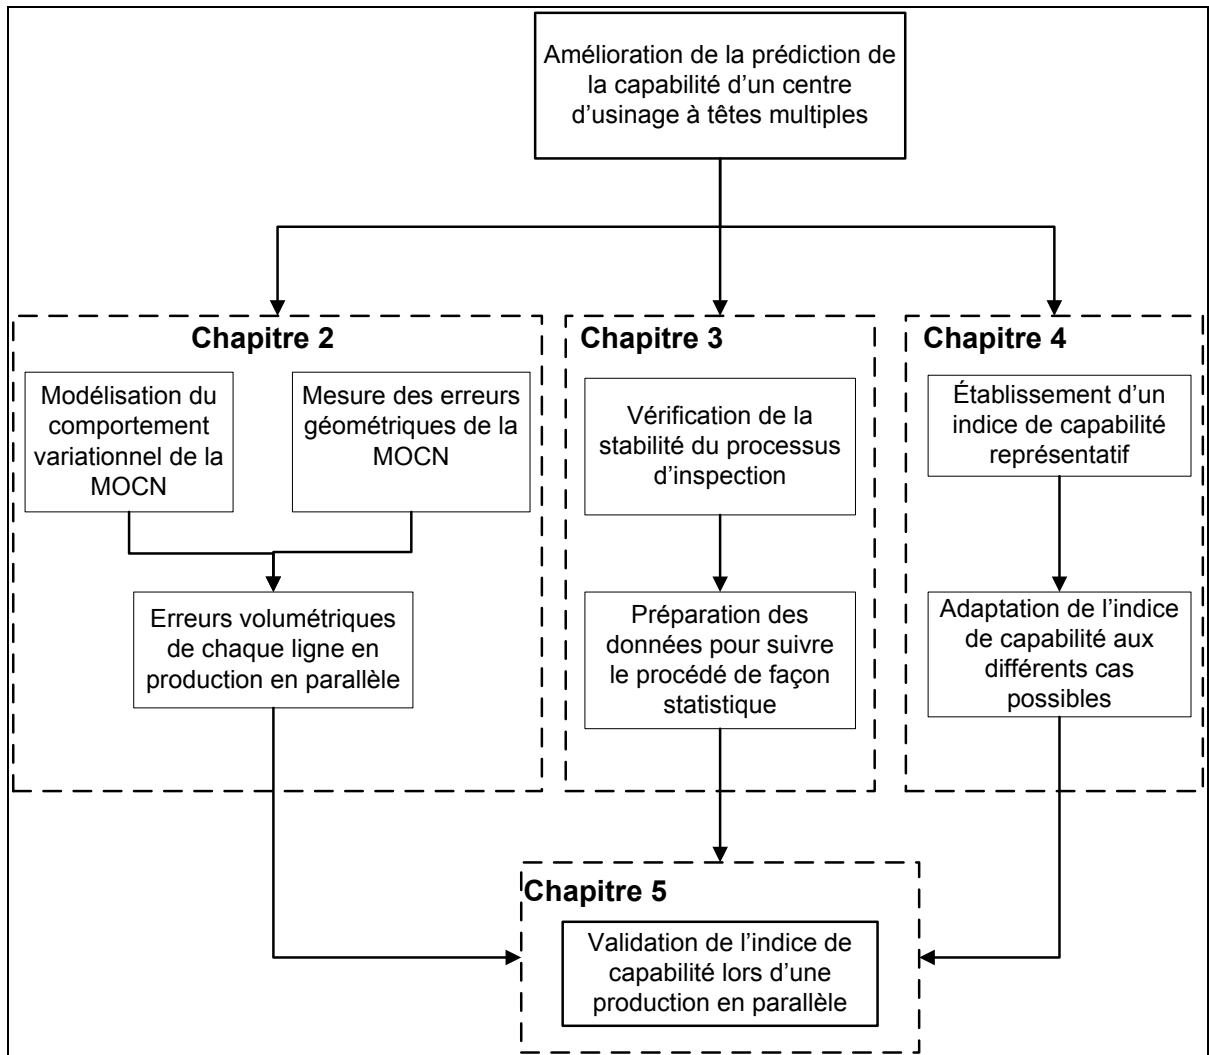 Amélioration de la prédiction de
la capabilité d’un centre
d’usinage à têtes multiples
Chapitre 2
Modélisation du
comportement
variationnel de la
MOCN
Mesure des erreurs
géométriques de la
MOCN
Erreurs volumétriques
de chaque ligne en
production en parallèle
Chapitre 3
Vérification de la
stabilité du processus
d’inspection
Préparation des
données pour suivre
le procédé de façon
statistique
Chapitre 4
Établissement d’un
indice de capabilité
représentatif
Adaptation de l’indice
de capabilité aux
différents cas
possibles
Chapitre 5
Validation de l’indice de
capabilité lors d’une
production en parallèle